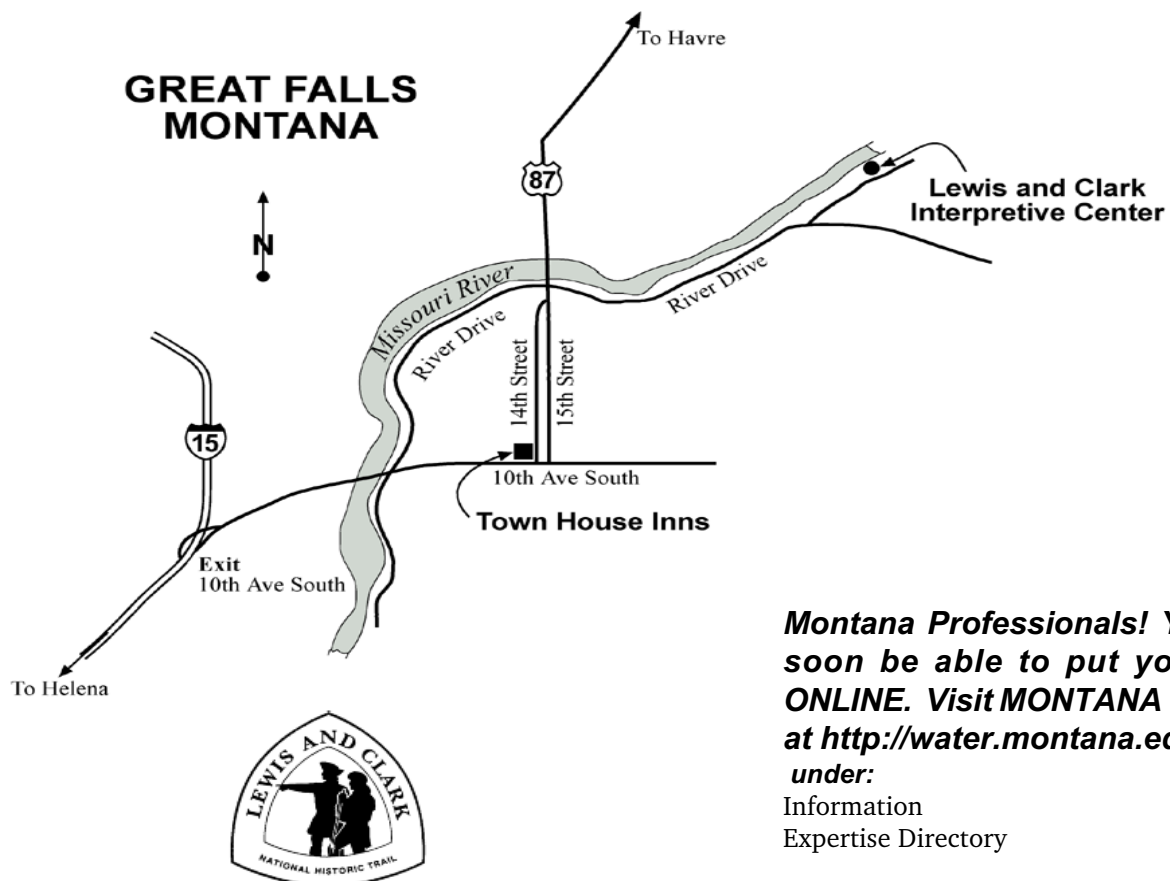 GREAT FALLS
MONTANA
To Havre
87
N
Lewis and Clark
Interpretive Center
Missouri River
River Drive
River Drive
14th Street
15th Street
15
10th Ave South
Town House Inns
Exit
10th Ave South
To Helena
LEWIS AND CLARK
NATIONAL HISTORIC TRAIL
Montana Professionals!
soon be able to put
ONLINE. Visit MONTANA
at http://water.montana.
under:
Information
Expertise Directory